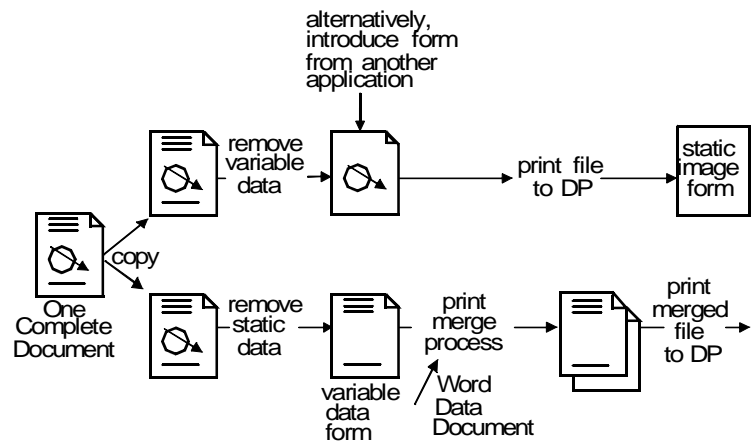 alternatively,
introduce form
from another
application
remove
variable
data
print file
to DP
static
image
form
copy
One
Complete
Document
remove
static
data
variable
data
form
print
merge
process
Word
Data
Document
print
merged
file
to DP